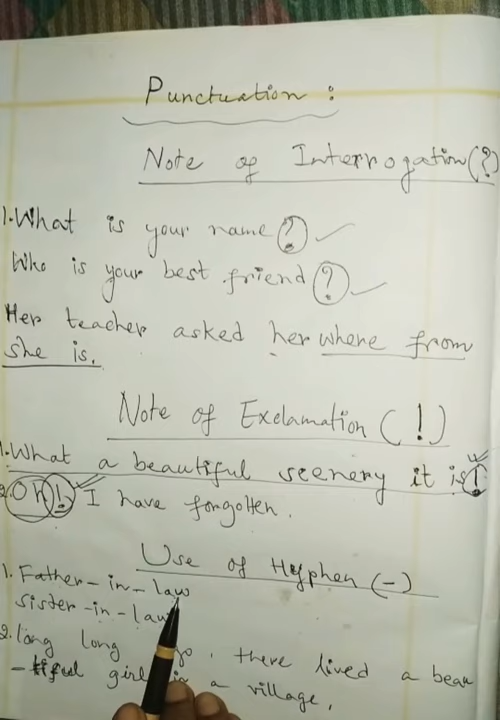 Punctuation :
Note of Interrogation (?)
1. What is your name ?
Who is your best friend ?
Her teacher asked her where from
she is.
Note of Exclamation ( ! )
1. What a beautiful scenery it is !
2. Oh ! I have forgotten.
Use of Hyphen (-)
1. Father-in-law
sister-in-law
2. long long , there lived a beau
-tiful girl in a village.